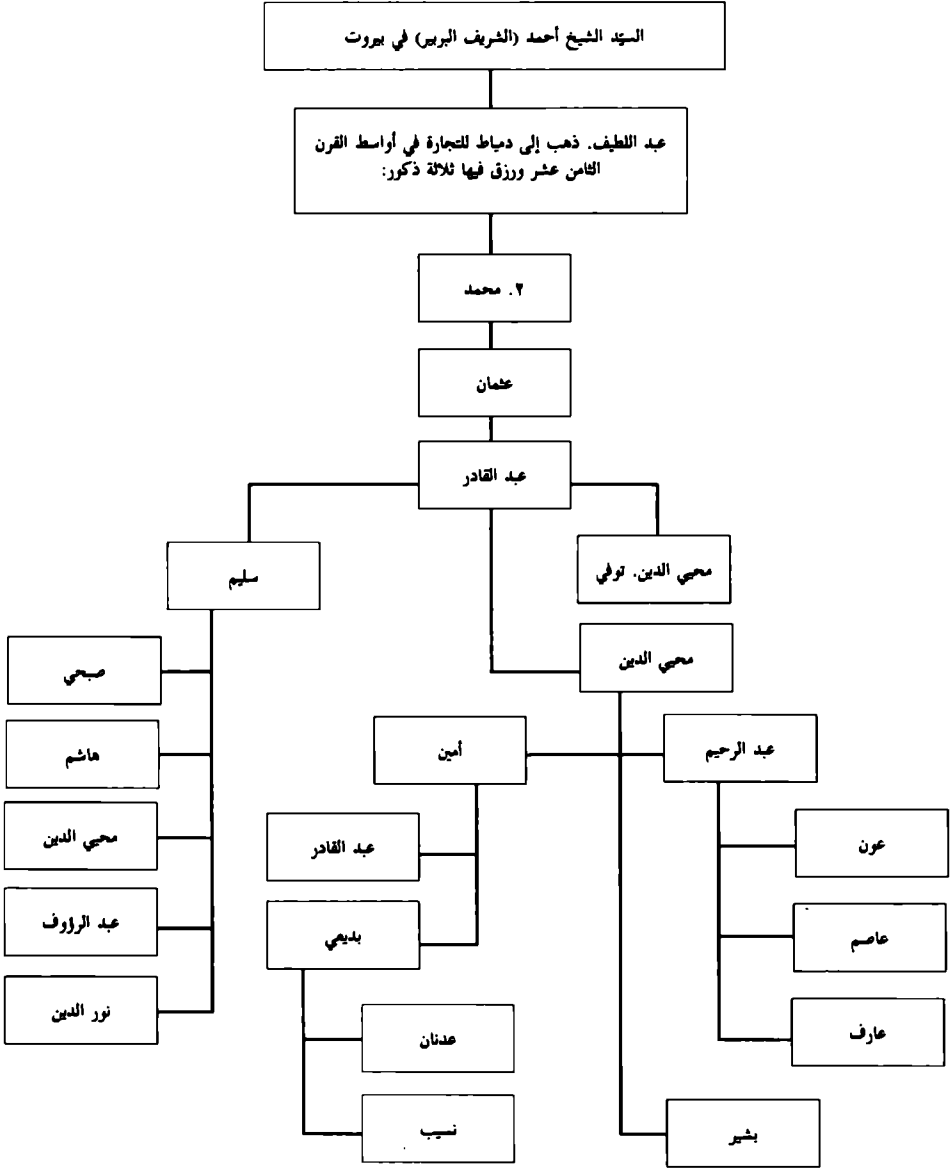 السيّد الشيخ أحمد (الشريف البربير) في بيروت
عبد اللطيف. ذهب إلى دمياط للتجارة في أواسط القرن
الثامن عشر ورزق فيها ثلاثة ذكور:
٢. محمد
عثمان
عبد القادر
محيي الدين. توفي
سليم
محيي الدين
صبحي
عبد الرحيم
أمين
هاشم
عون
عبد القادر
محيي الدين
عاصم
بديعي
عبد الرؤوف
عارف
عدنان
نور الدين
بشير
نسيب